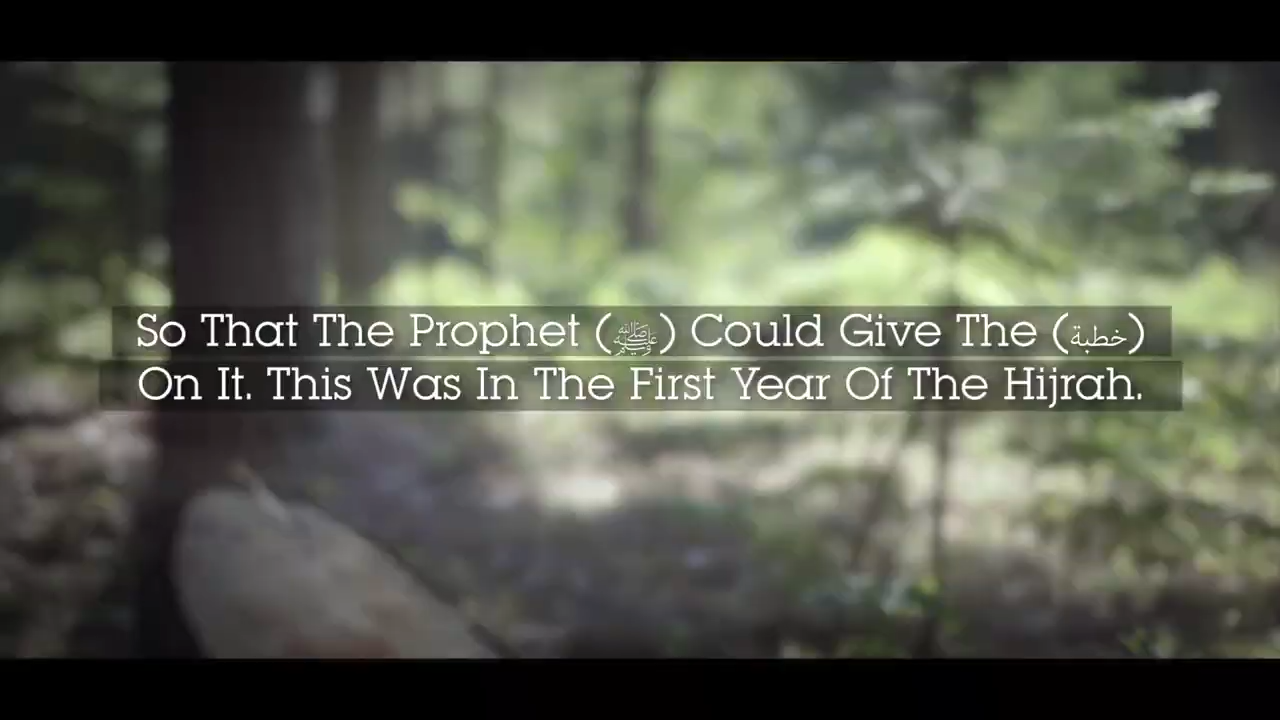 So That The Prophet (ﷺ) Could Give The (خطبة)
On It. This Was In The First Year Of The Hijrah.